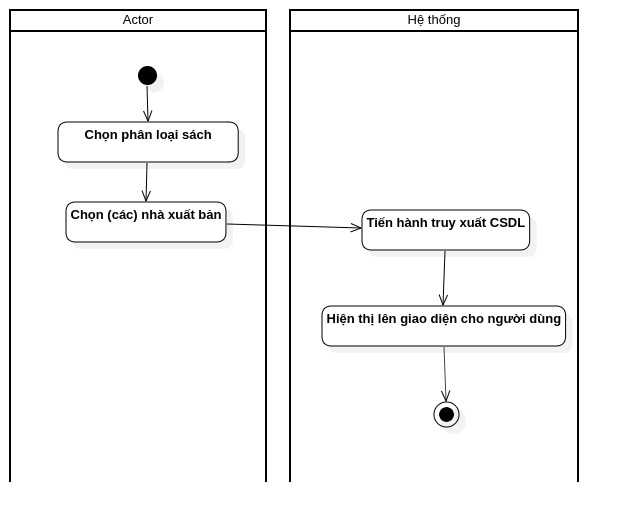 Actor
Hệ thống
Chọn phân loại sách
Chọn (các) nhà xuất bản
Tiến hành truy xuất CSDL
Hiện thị lên giao diện cho người dùng